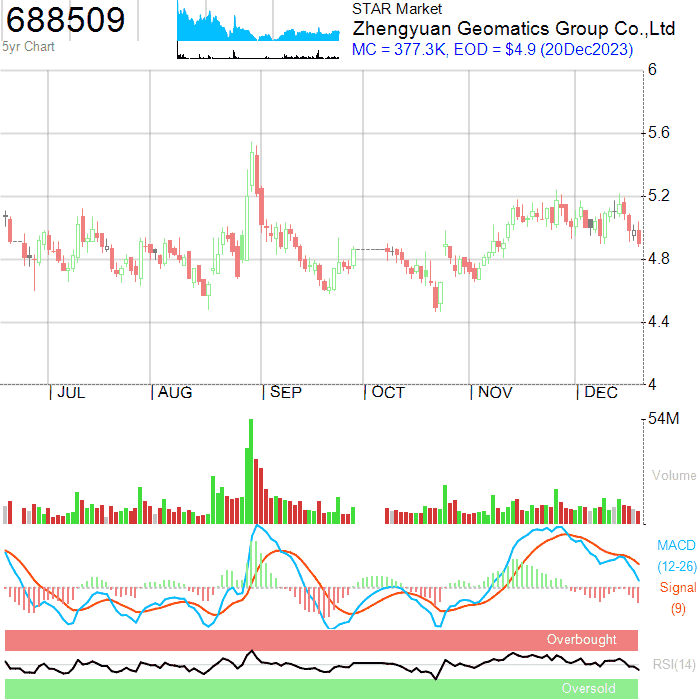 688509
5yr Chart
STAR Market
Zhengyuan Geomatics Group Co.,Ltd
MC = 377.3K, EOD = $4.9 (20Dec2023)
6
5.6
5.2
4.8
4.4
4
JUL AUG SEP OCT NOV DEC
54M
Volume
MACD
(12-26)
Signal
(9)
Overbought
RSI(14)
Oversold